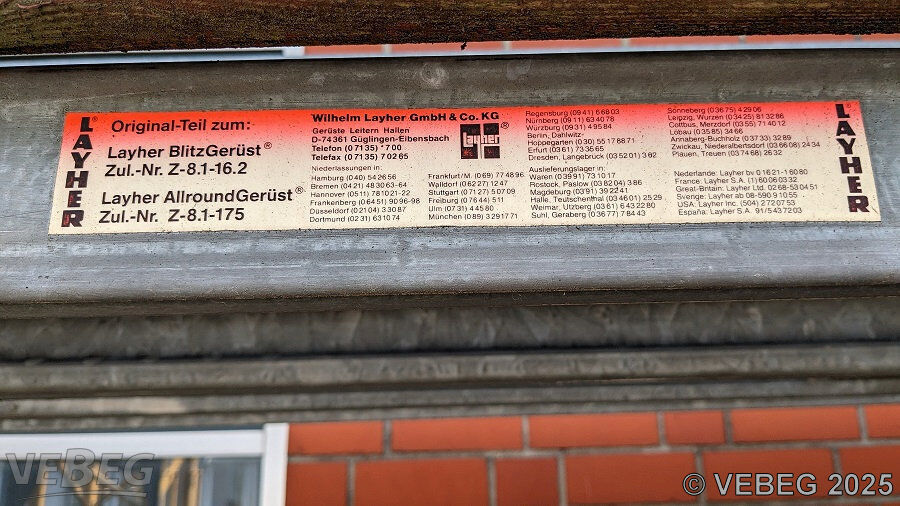 LAYHER®
Original-Teil zum:
Layher BlitzGerüst®
Zul.-Nr. Z-8.1-16.2
Layher AllroundGerüst®
Zul.-Nr. Z-8.1-175
Wilhelm Layher GmbH & Co. KG
Gerüste Leitern Hallen
D-74361 Güglingen-Eibensbach
Telefon (07135) *700
Telefax (07135) 70265
Layher®
Niederlassungen in
Hamburg (040) 542656
Bremen (0421) 483063-64
Hannover (0511) 781021-22
Frankenberg (06451) 9096-98
Düsseldorf (02104) 33087
Dortmund (0231) 631074
Frankfurt/M. (069) 774896
Walldorf (06227) 1247
Stuttgart (07127) 50709
Freiburg (07644) 511
Ulm (0731) 44580
München (089) 3291771
Regensburg (0941) 66803
Nürnberg (0911) 634078
Würzburg (0931) 49584
Berlin, Dahlwitz-
Hoppegarten (030) 55178871
Erfurt (0361) 733565
Dresden, Langebrück (035201) 362
Auslieferungslager in
Waren (03991) 731017
Rostock, Paslow (038204) 386
Magdeburg (0391) 392241
Halle, Teutschenthal (034601) 2529
Weimar, Utzberg (0361) 6432280
Suhl, Geraberg (03677) 78443
Sonneberg (03675) 42906
Leipzig, Wurzen (03425) 813286
Cottbus, Merzdorf (0355) 714012
Löbau (03585) 3466
Annaberg-Buchholz (03733) 3289
Zwickau, Niederalbertsdorf (036608) 2434
Plauen, Treuen (037468) 2632
Nederlande: Layher bv 01621-16080
France: Layher S.A. (1) 60060332
Great-Britain: Layher Ltd. 0268-530451
Sverige: Layher ab 08-5909 1055
USA: Layher Inc. (504) 2720753
España: Layher S.A. 91/5437203
LAYHER®
VEBEG
© VEBEG 2025